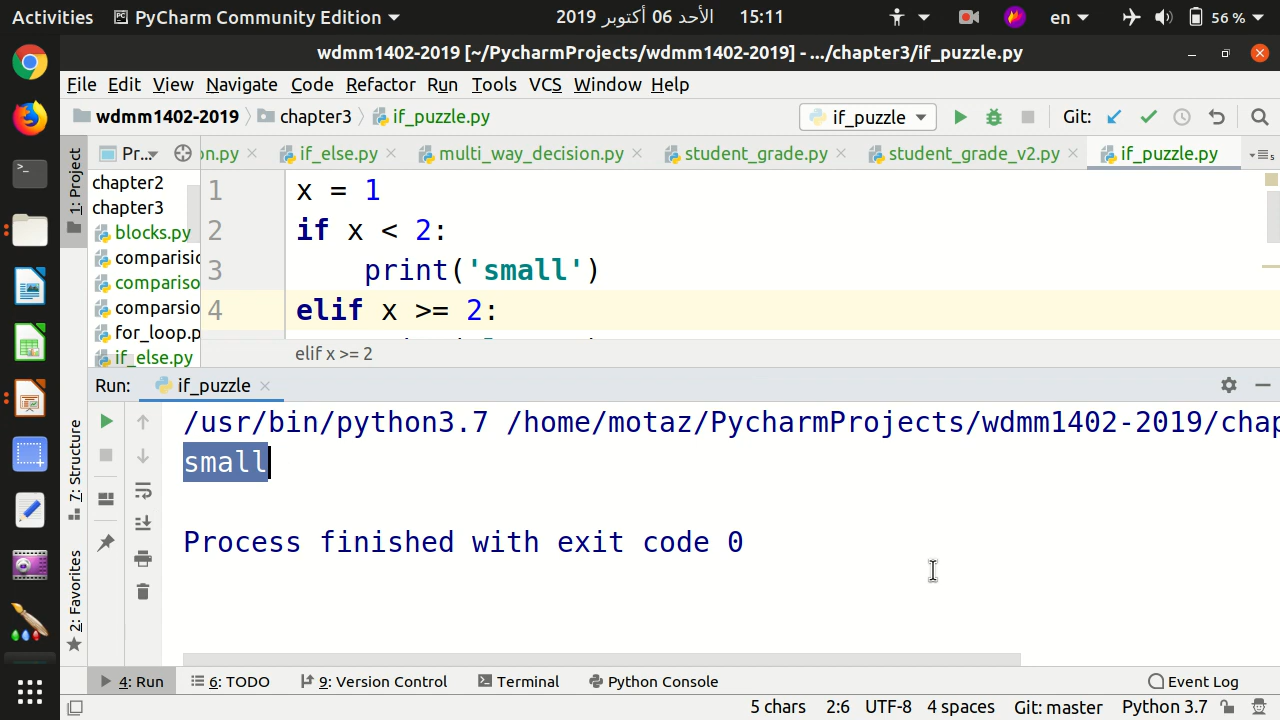 Activities PyCharm Community Edition الأحد 06 أكتوبر 2019 15:11 en 56 %
wdmm1402-2019 [~/PycharmProjects/wdmm1402-2019] - .../chapter3/if_puzzle.py
File Edit View Navigate Code Refactor Run Tools VCS Window Help
wdmm1402-2019 chapter3 if_puzzle.py if_puzzle Git:
1: Project Pr... on.py if_else.py multi_way_decision.py student_grade.py student_grade_v2.py if_puzzle.py
chapter2
chapter3
blocks.py
comparisio
compariso
comparsio
for_loop.p
if_else.py
1 x = 1
2 if x < 2:
3 print('small')
4 elif x >= 2:
elif x >= 2
Run: if_puzzle
/usr/bin/python3.7 /home/motaz/PycharmProjects/wdmm1402-2019/chap
small
Process finished with exit code 0
7: Structure
2: Favorites
4: Run 6: TODO 9: Version Control Terminal Python Console Event Log
5 chars 2:6 UTF-8 4 spaces Git: master Python 3.7